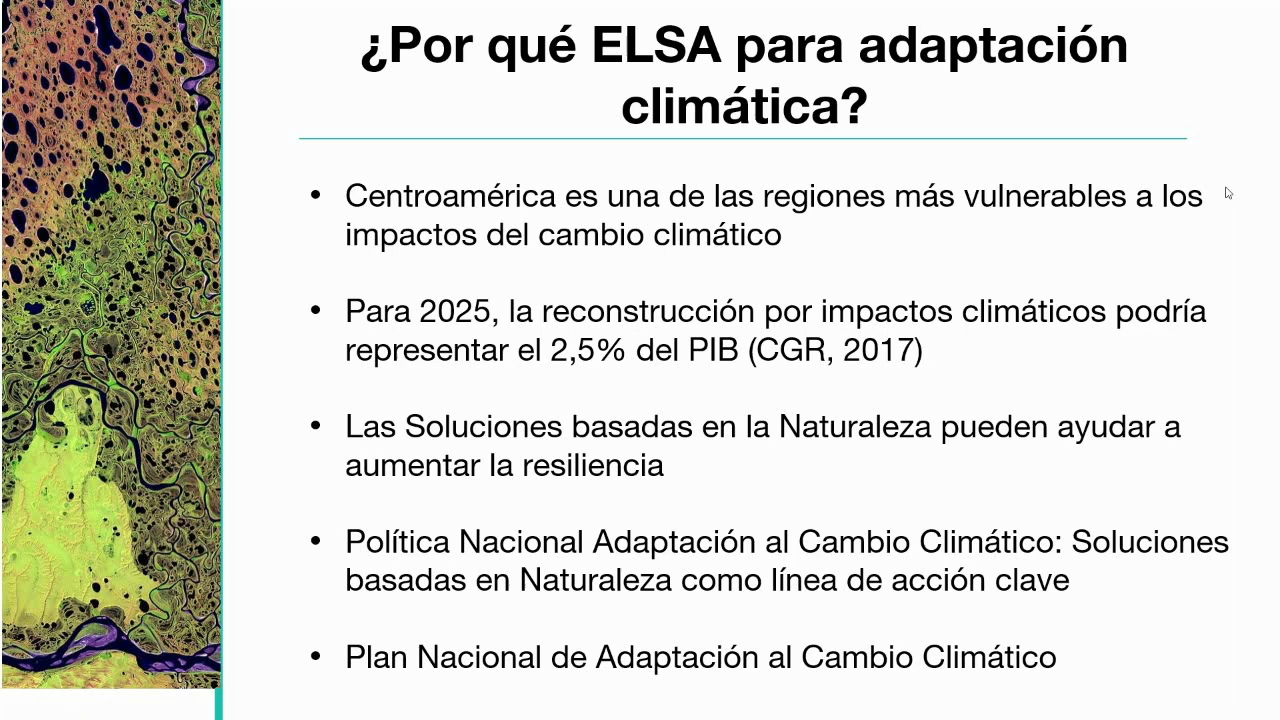 ¿Por qué ELSA para adaptación
climática?
• Centroamérica es una de las regiones más vulnerables a los
impactos del cambio climático
• Para 2025, la reconstrucción por impactos climáticos podría
representar el 2,5% del PIB (CGR, 2017)
• Las Soluciones basadas en la Naturaleza pueden ayudar a
aumentar la resiliencia
• Política Nacional Adaptación al Cambio Climático: Soluciones
basadas en Naturaleza como línea de acción clave
• Plan Nacional de Adaptación al Cambio Climático